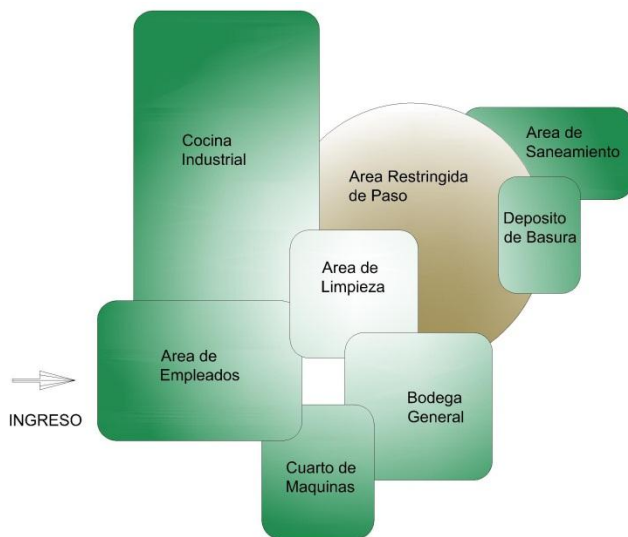 Cocina
Industrial
Area de
Saneamiento
Area Restringida
de Paso
Deposito
de Basura
Area de
Limpieza
Area de
Empleados
INGRESO
Bodega
General
Cuarto de
Maquinas